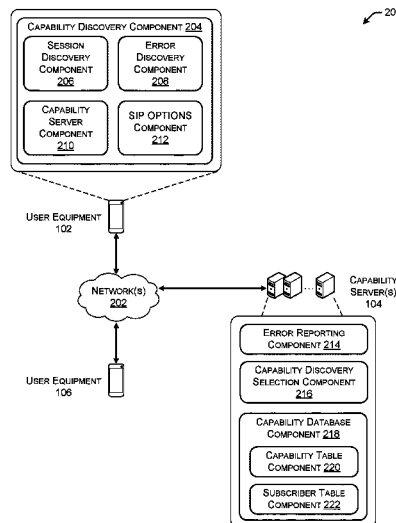 20
CAPABILITY DISCOVERY COMPONENT 204
SESSION
DISCOVERY
COMPONENT
206
ERROR
DISCOVERY
COMPONENT
208
CAPABILITY
SERVER
COMPONENT
210
SIP OPTIONS
COMPONENT
212
USER EQUIPMENT
102
NETWORK(S)
202
CAPABILITY
SERVER(S)
104
USER EQUIPMENT
106
ERROR REPORTING
COMPONENT 214
CAPABILITY DISCOVERY
SELECTION COMPONENT
216
CAPABILITY DATABASE
COMPONENT 218
CAPABILITY TABLE
COMPONENT 220
SUBSCRIBER TABLE
COMPONENT 222